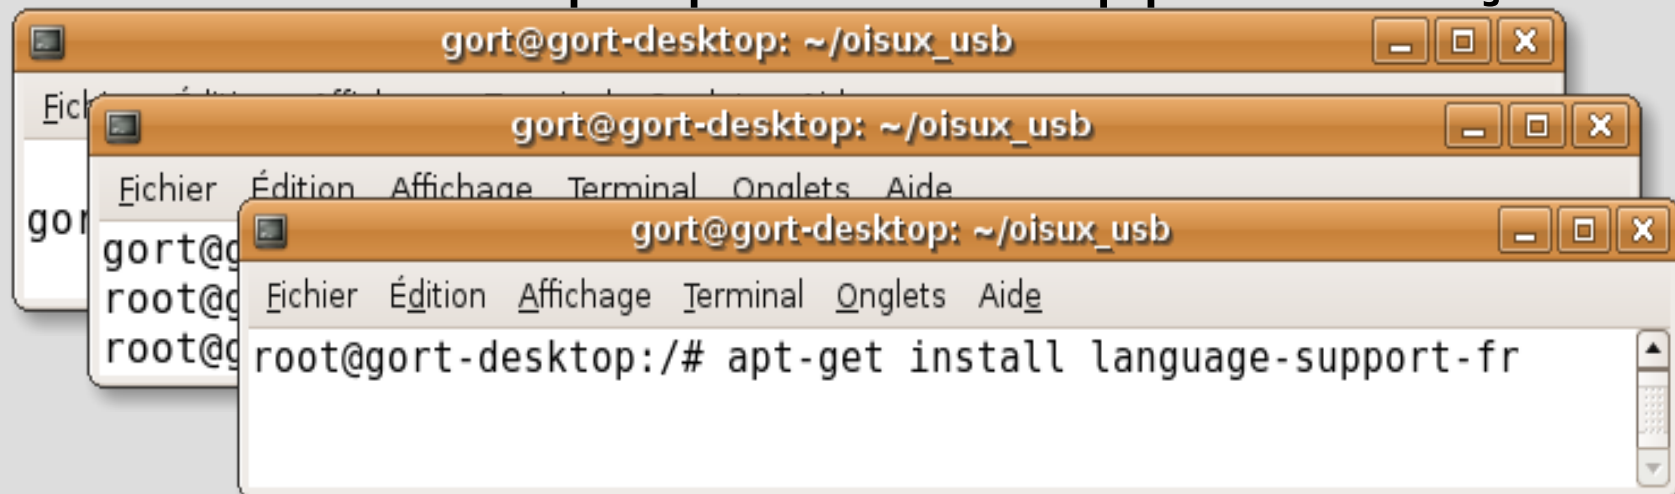 gort@gort-desktop: ~/oisux_usb
gort@gort-desktop: ~/oisux_usb
Fichier Édition Affichage Terminal Onglets Aide
gort@gort-desktop: ~/oisux_usb
Fichier Édition Affichage Terminal Onglets Aide
root@gort-desktop:/# apt-get install language-support-fr